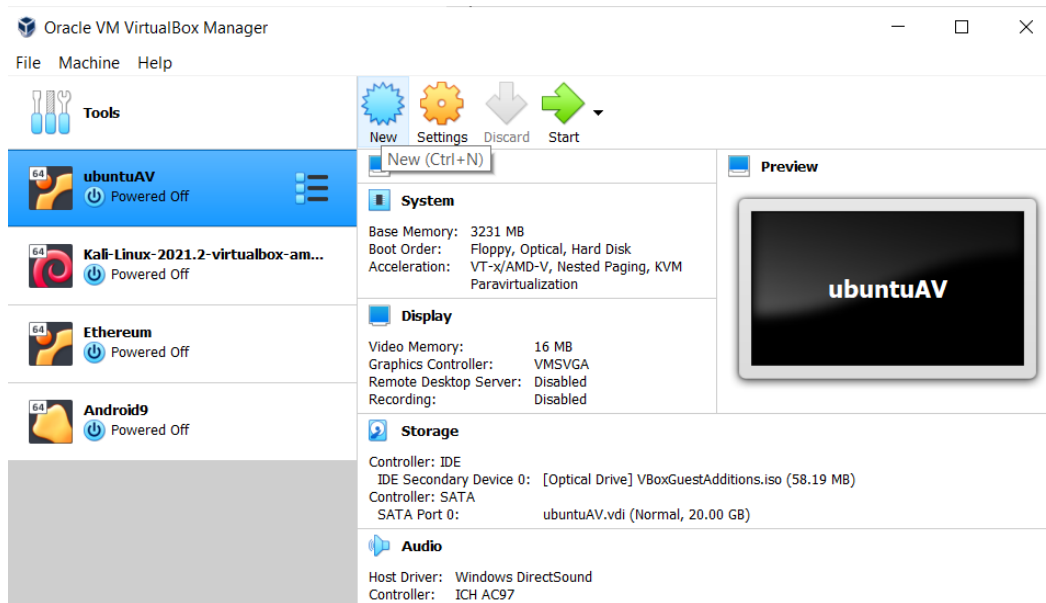 Oracle VM VirtualBox Manager
File Machine Help
Tools
New Settings Discard Start
New (Ctrl+N)
64
ubuntuAV
Powered Off
64
Kali-Linux-2021.2-virtualbox-am...
Powered Off
64
Ethereum
Powered Off
64
Android9
Powered Off
System
Base Memory: 3231 MB
Boot Order: Floppy, Optical, Hard Disk
Acceleration: VT-x/AMD-V, Nested Paging, KVM
Paravirtualization
Display
Video Memory: 16 MB
Graphics Controller: VMSVGA
Remote Desktop Server: Disabled
Recording: Disabled
Preview
ubuntuAV
Storage
Controller: IDE
IDE Secondary Device 0: [Optical Drive] VBoxGuestAdditions.iso (58.19 MB)
Controller: SATA
SATA Port 0: ubuntuAV.vdi (Normal, 20.00 GB)
Audio
Host Driver: Windows DirectSound
Controller: ICH AC97